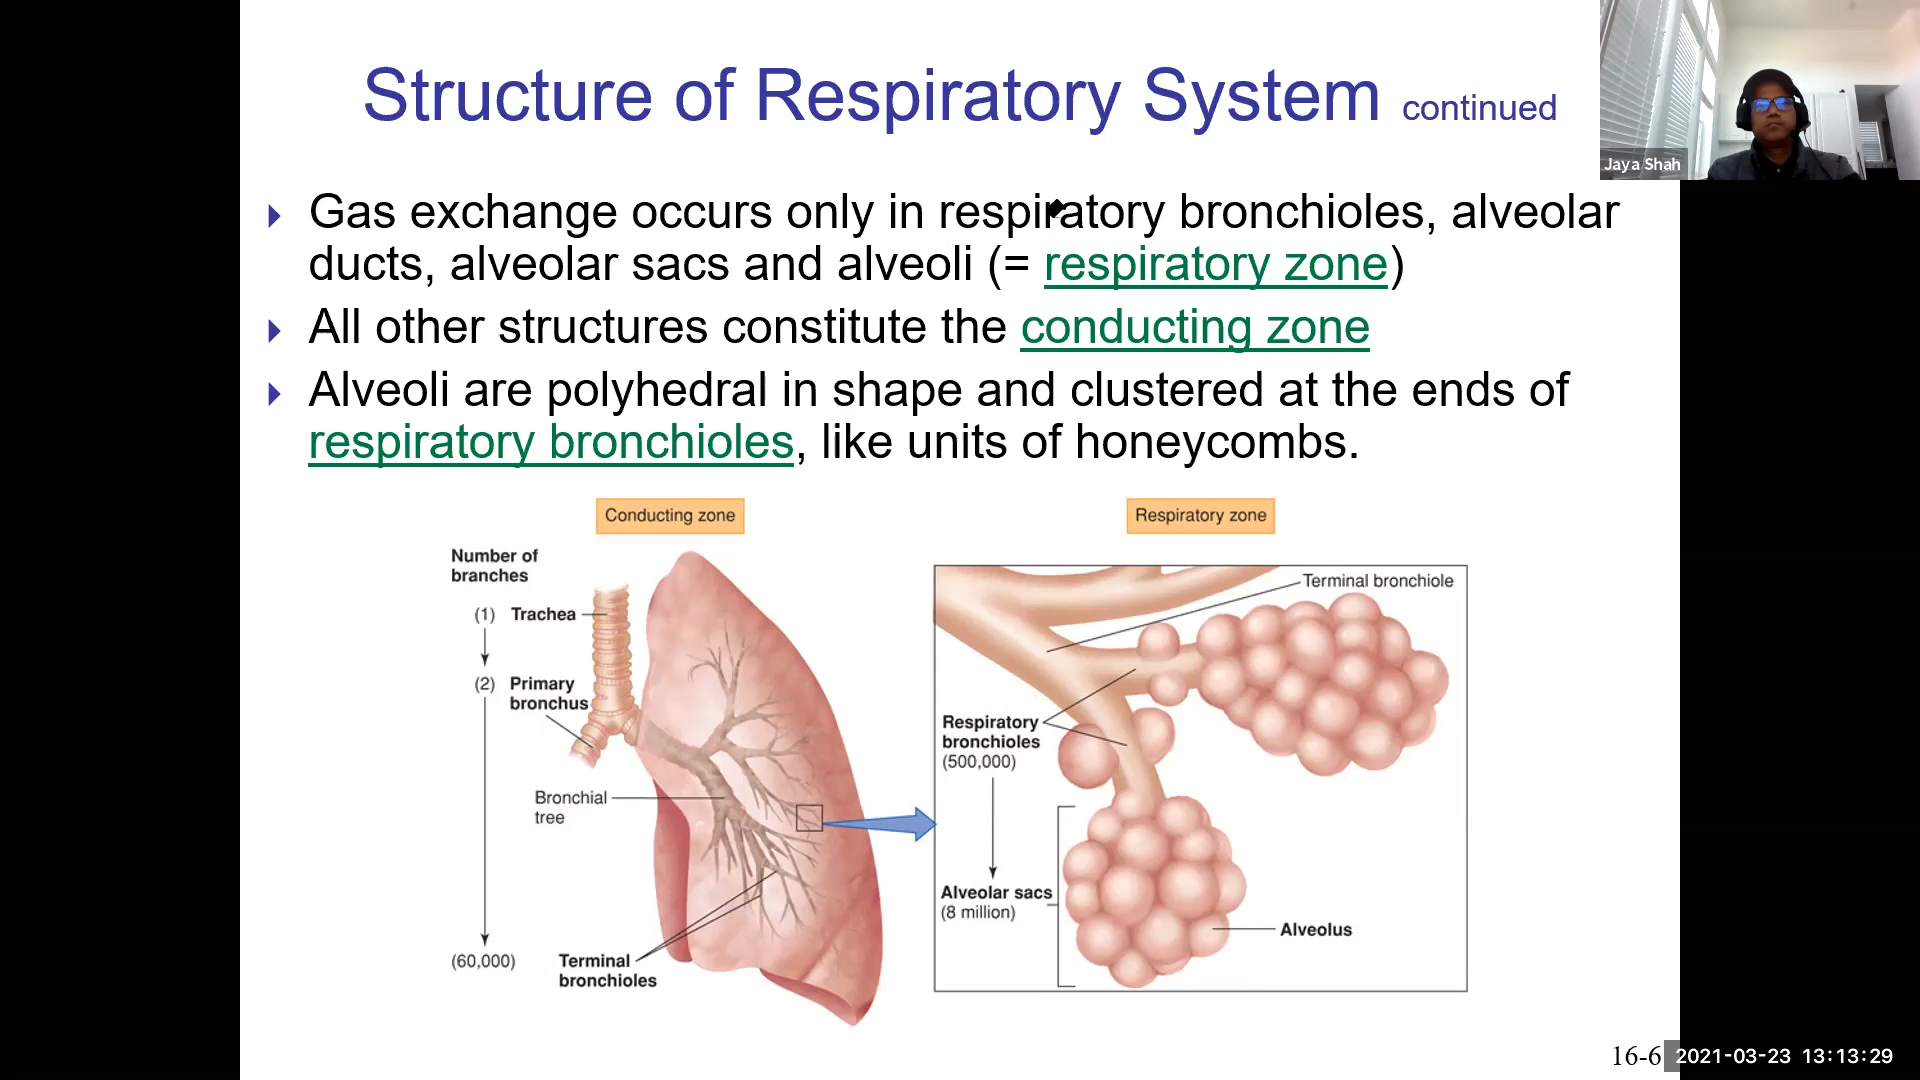 Structure of Respiratory System continued
Jaya Shah
Gas exchange occurs only in respiratory bronchioles, alveolar
ducts, alveolar sacs and alveoli (= respiratory zone)
All other structures constitute the conducting zone
Alveoli are polyhedral in shape and clustered at the ends of
respiratory bronchioles, like units of honeycombs.
Conducting zone
Number of
branches
(1) Trachea
(2) Primary
bronchus
Bronchial
tree
(60,000)
Terminal
bronchioles
Respiratory zone
Terminal bronchiole
Respiratory
bronchioles
(500,000)
Alveolar sacs
(8 million)
Alveolus
16-6
2021-03-23 13:13:29